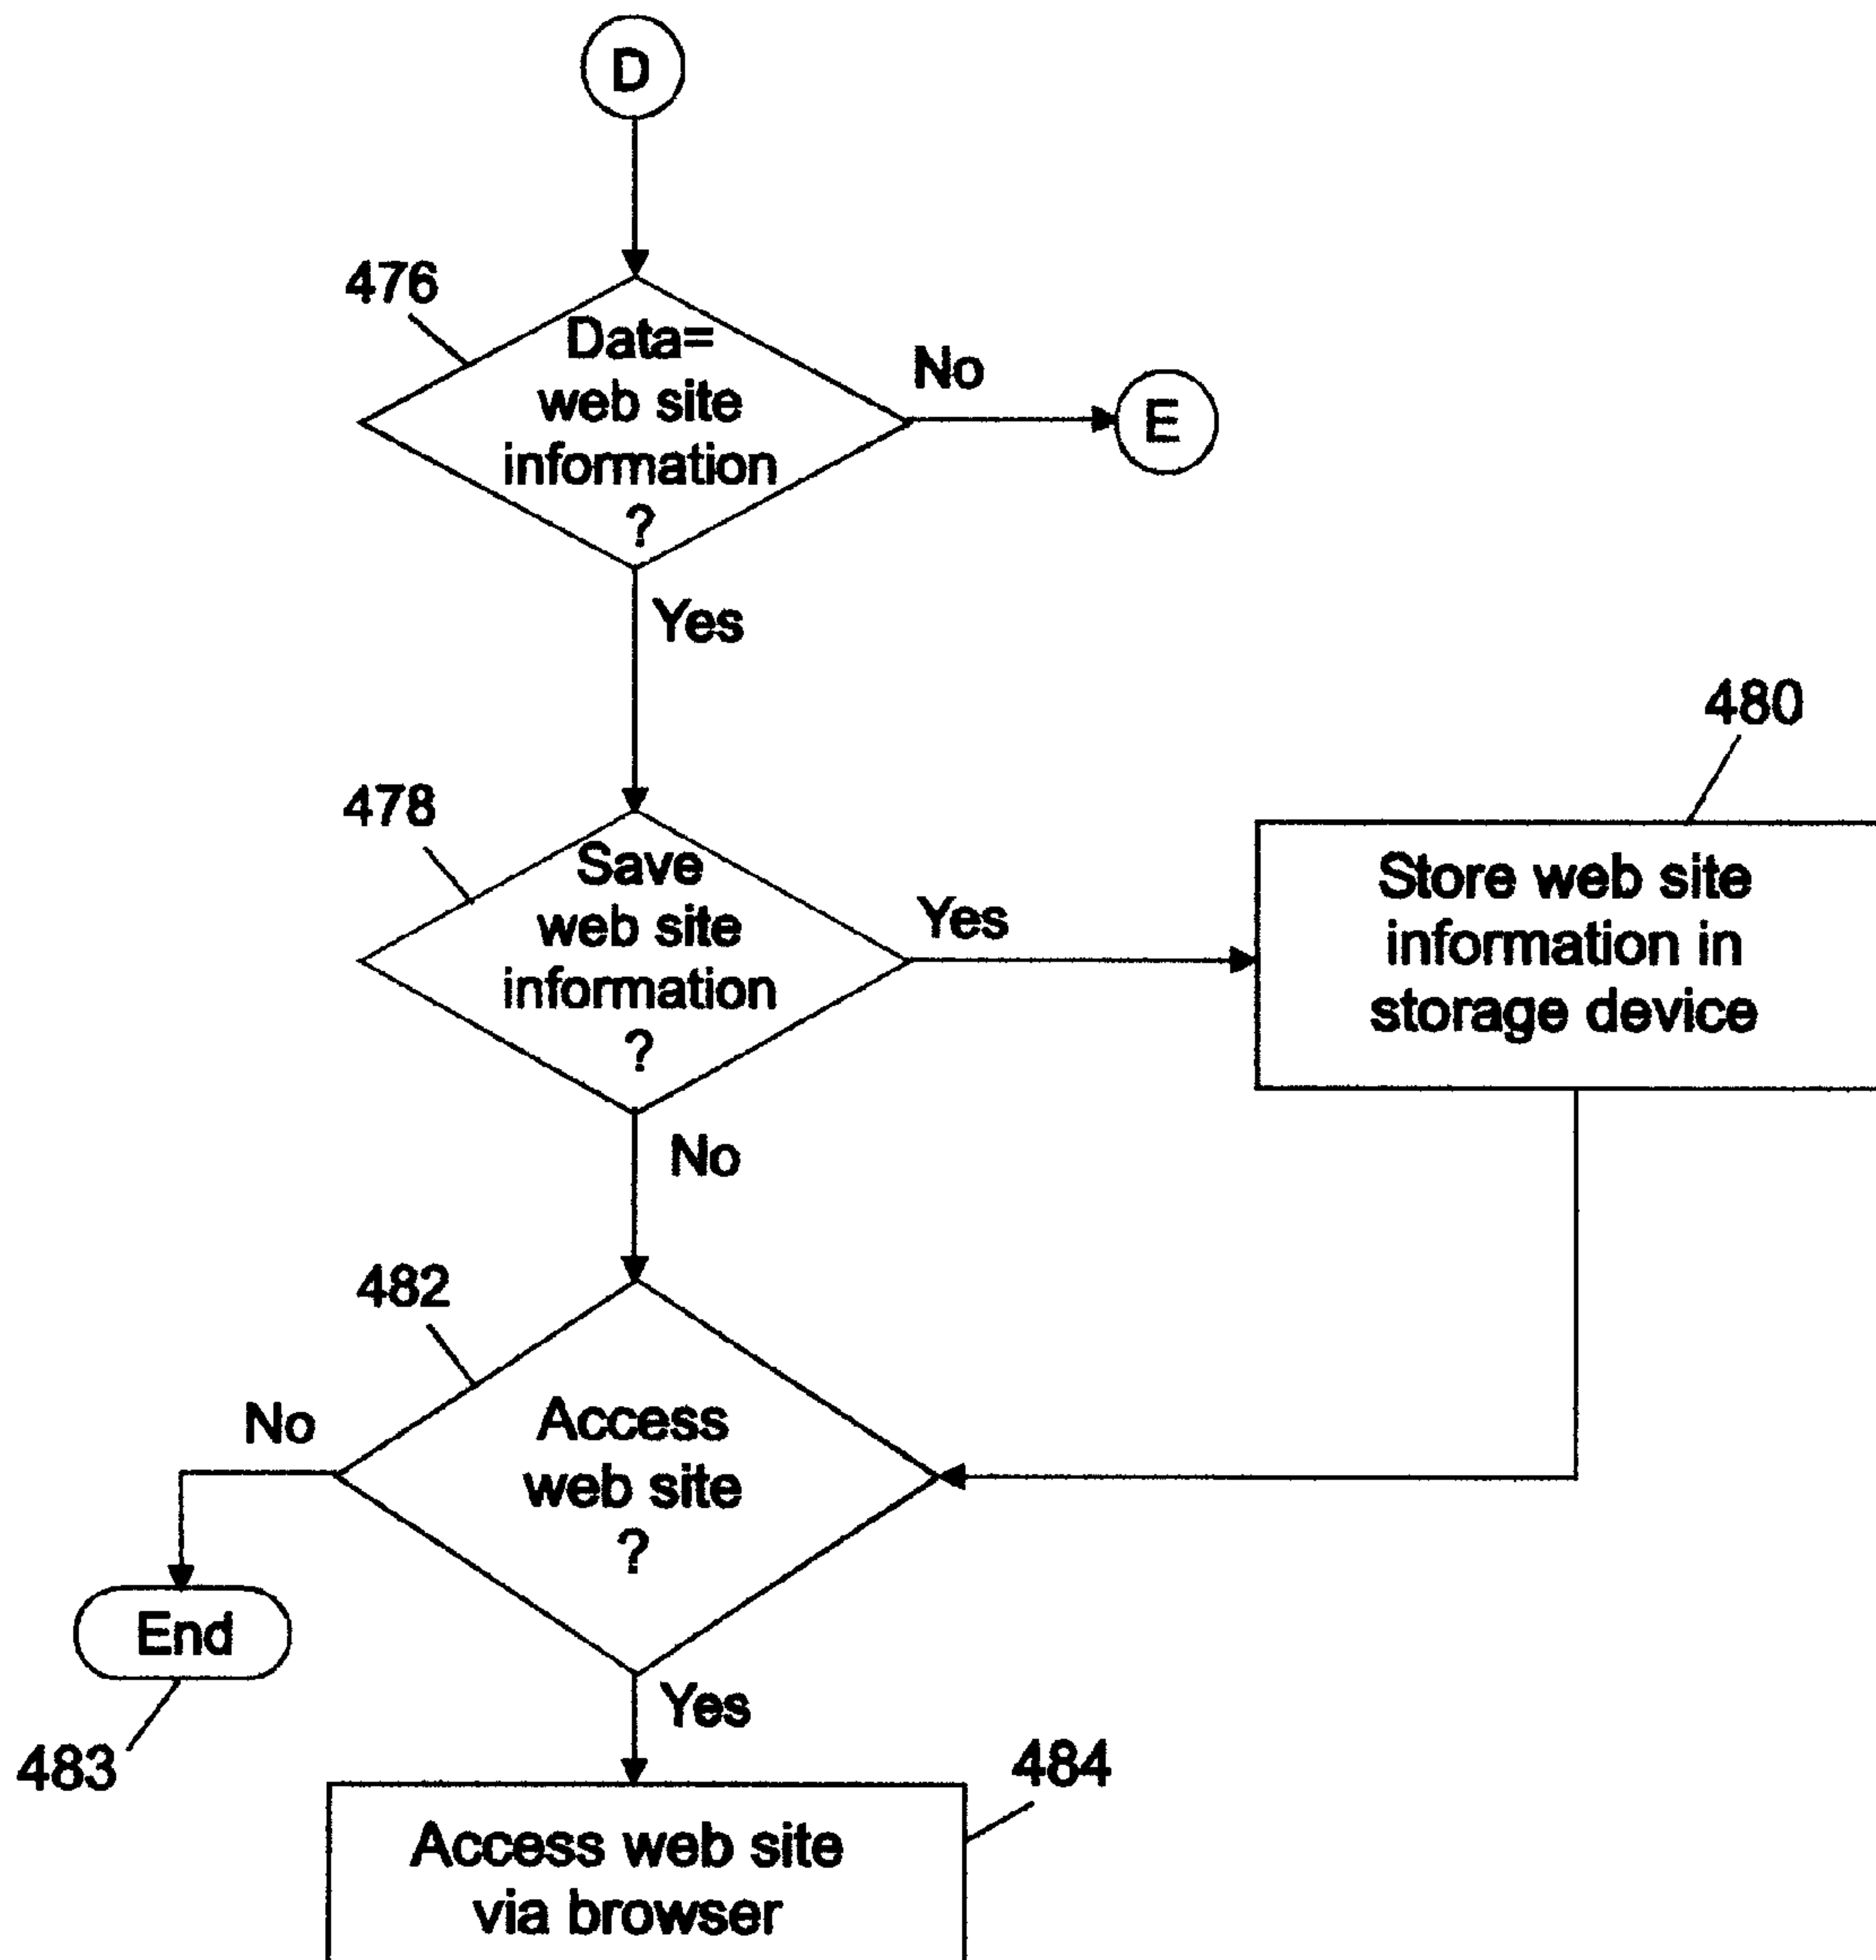 D
476
Data=
web site
information
?
No
E
Yes
480
478
Save
web site
information
?
Yes
Store web site
information in
storage device
No
482
Access
web site
?
No
End
483
Yes
484
Access web site
via browser